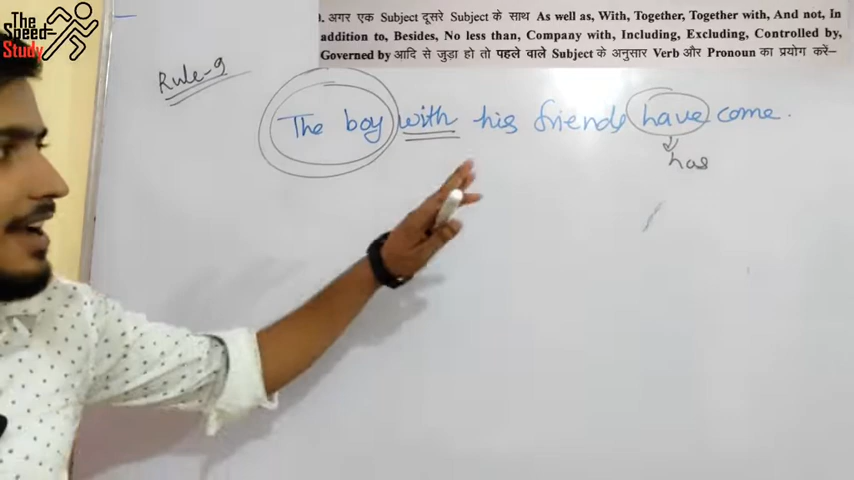 The
Speed
Study
). अगर एक Subject दूसरे Subject के साथ As well as, With, Together, Together with, And not, In
addition to, Besides, No less than, Company with, Including, Excluding, Controlled by,
Governed by आदि से जुड़ा हो तो पहले वाले Subject के अनुसार Verb और Pronoun का प्रयोग करें–
Rule-9
The boy with his friends have come.
has